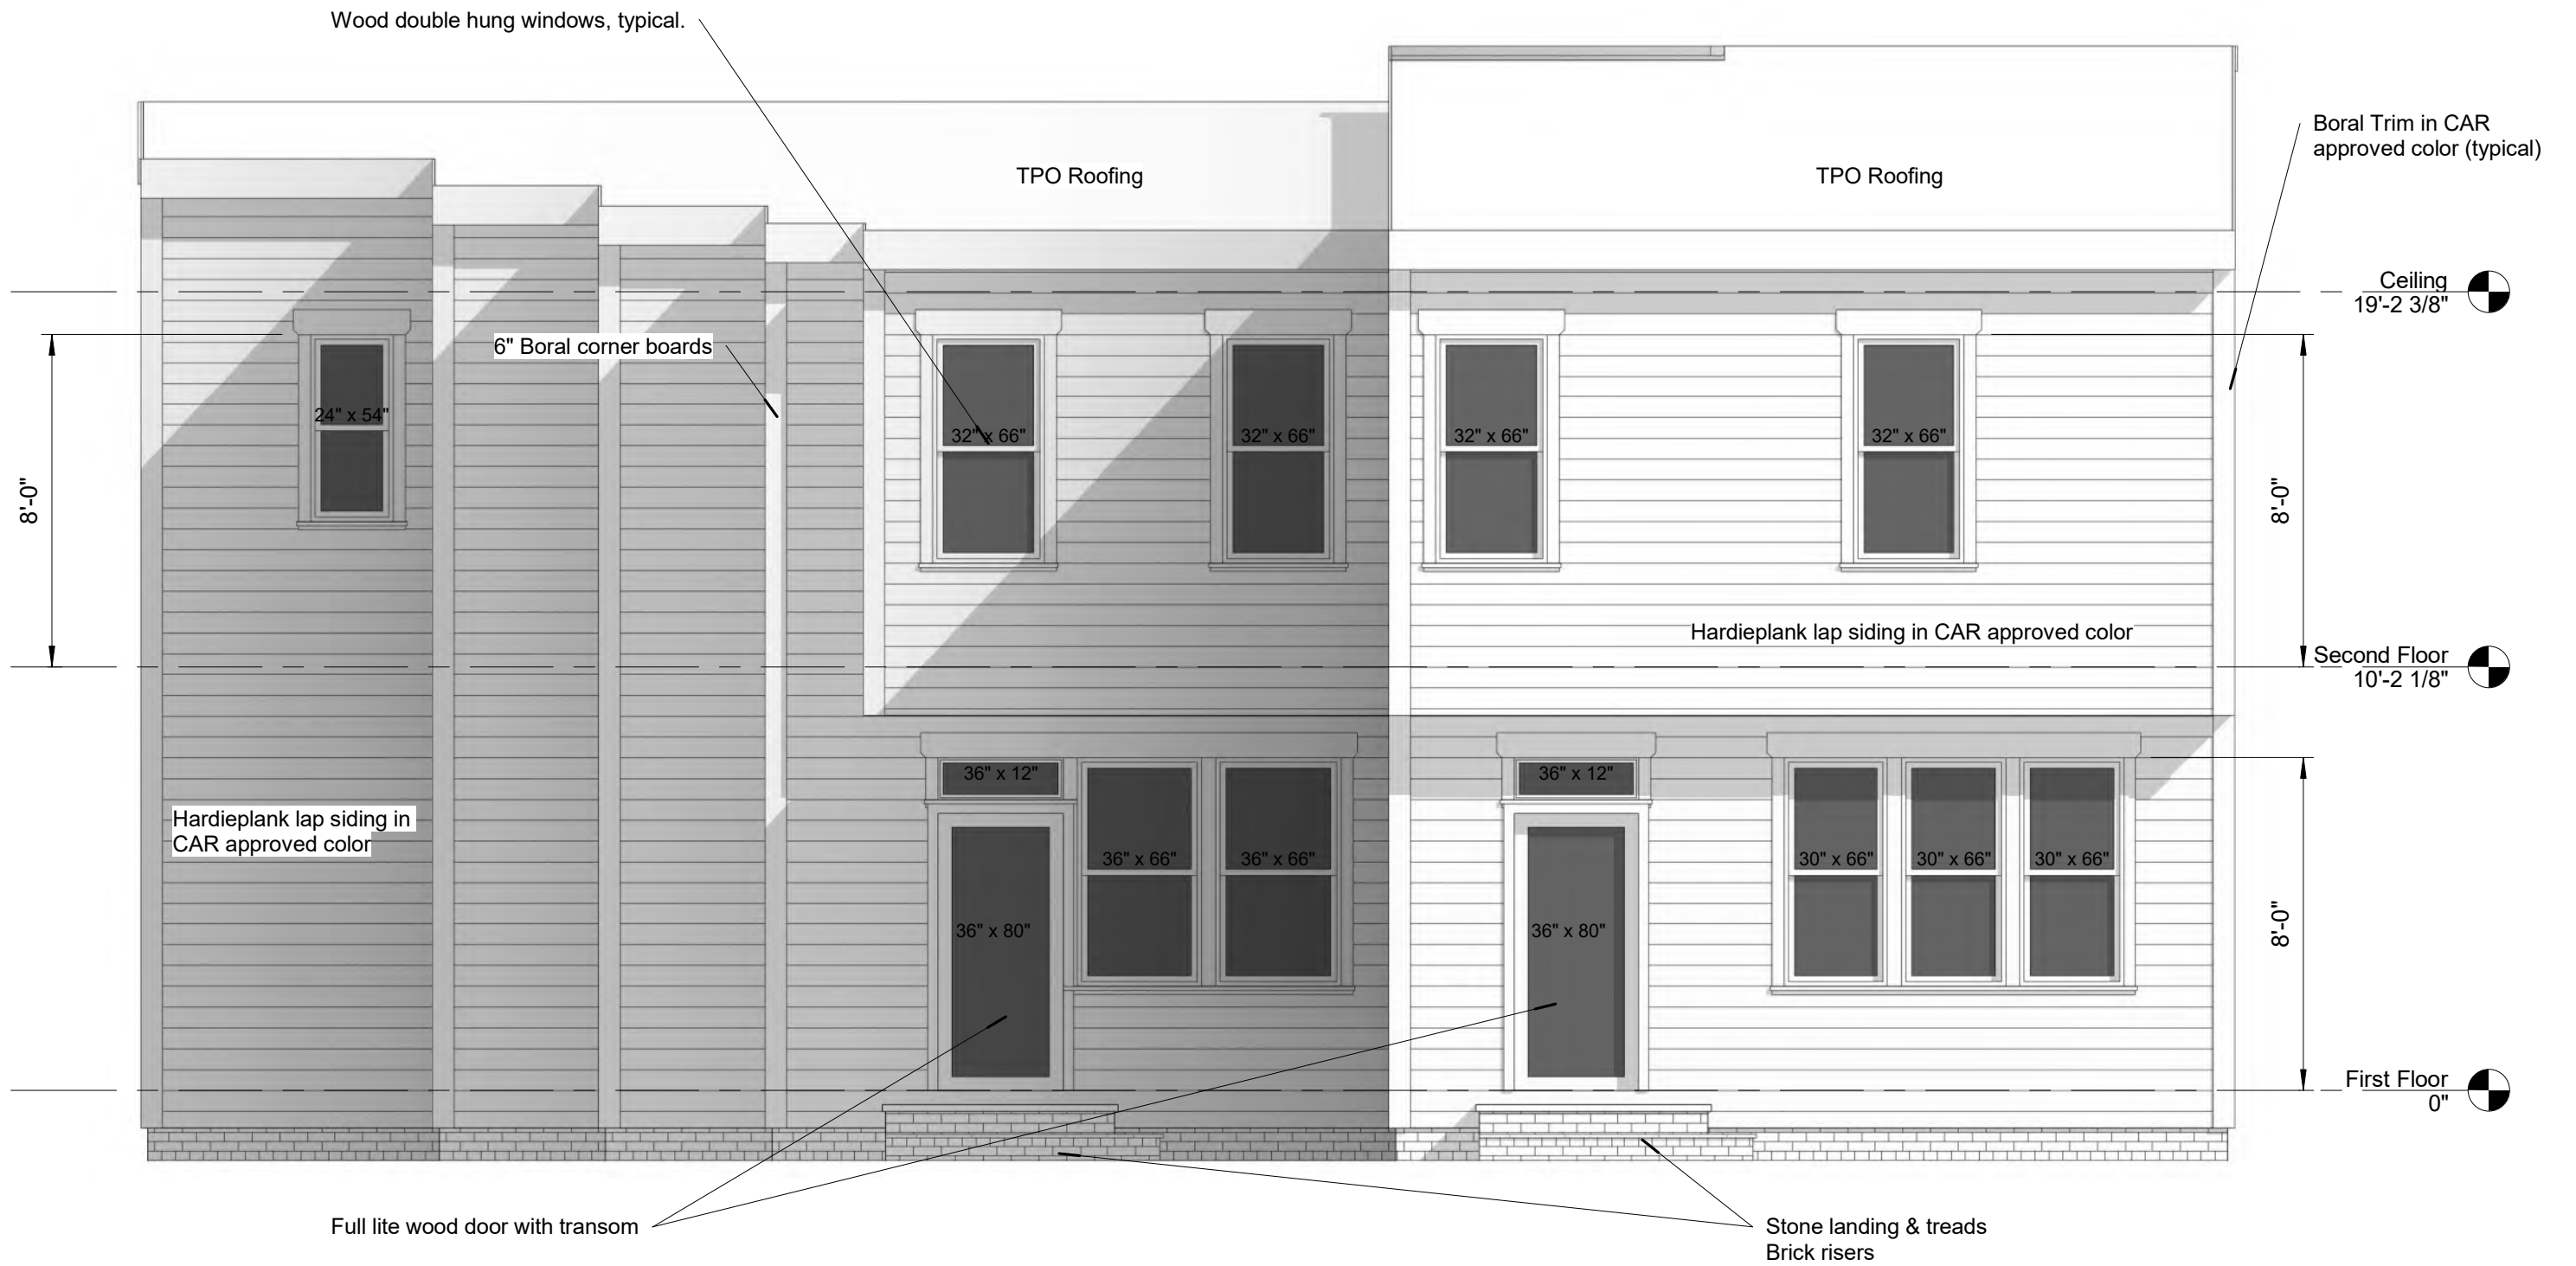 Wood double hung windows, typical.
Boral Trim in CAR
approved color (typical)
TPO Roofing
TPO Roofing
Ceiling
19'-2 3/8"
6" Boral corner boards
24" x 54"
32" x 66"
32" x 66"
32" x 66"
32" x 66"
8'-0"
8'-0"
Hardieplank lap siding in CAR approved color
Second Floor
10'-2 1/8"
36" x 12"
36" x 12"
Hardieplank lap siding in
CAR approved color
36" x 66"
36" x 66"
30" x 66"
30" x 66"
30" x 66"
36" x 80"
36" x 80"
8'-0"
First Floor
0"
Full lite wood door with transom
Stone landing & treads
Brick risers